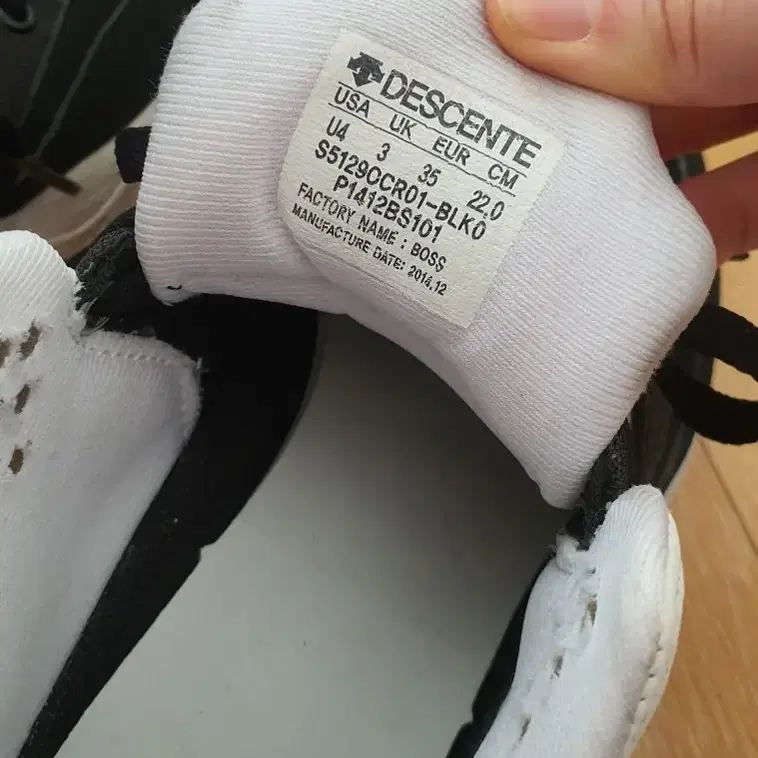 DESCENTE
USA UK EUR CM
U4 3 35 22.0
S5129CCR01-BLK0
P1412BS101
FACTORY NAME : BOSS
MANUFACTURE DATE: 2014.12